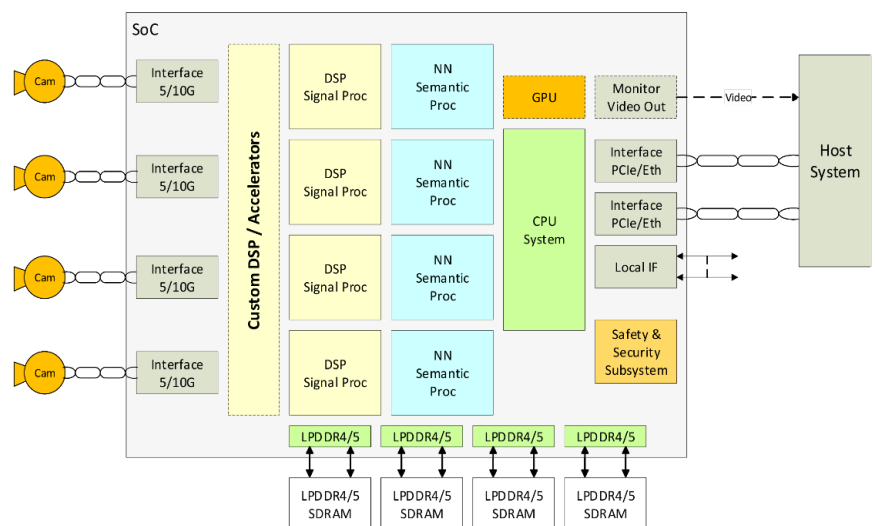 SoC
Cam
Interface
5/10G
Cam
Interface
5/10G
Cam
Interface
5/10G
Cam
Interface
5/10G
Custom DSP / Accelerators
DSP
Signal Proc
DSP
Signal Proc
DSP
Signal Proc
DSP
Signal Proc
NN
Semantic
Proc
NN
Semantic
Proc
NN
Semantic
Proc
NN
Semantic
Proc
GPU
CPU
System
Monitor
Video Out
Interface
PCIe/Eth
Interface
PCIe/Eth
Local IF
Safety &
Security
Subsystem
Video
Host
System
LPDDR4/5
LPDDR4/5
LPDDR4/5
LPDDR4/5
LPDDR4/5
SDRAM
LPDDR4/5
SDRAM
LPDDR4/5
SDRAM
LPDDR4/5
SDRAM